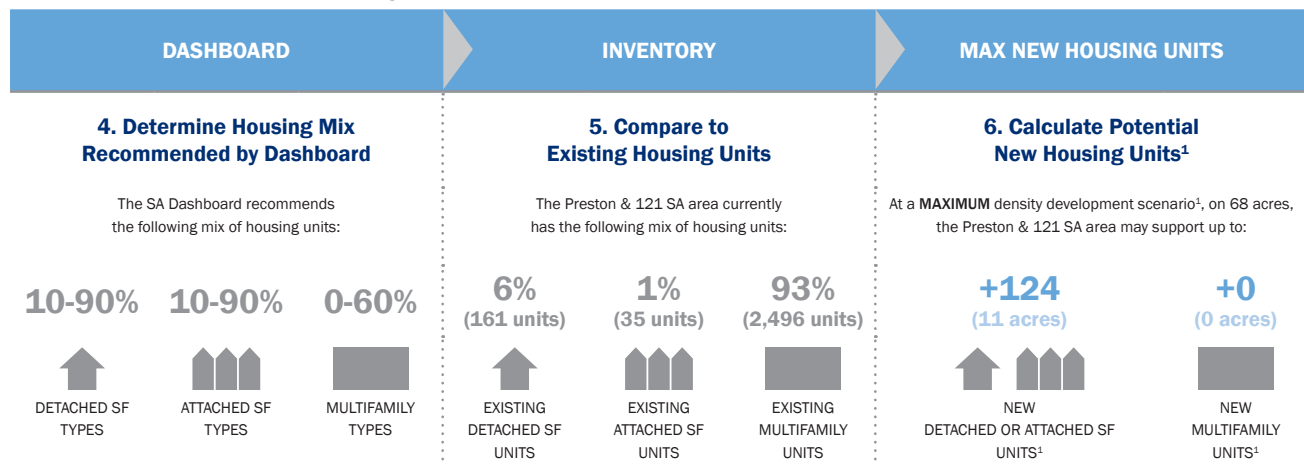 DASHBOARD
INVENTORY
MAX NEW HOUSING UNITS
4. Determine Housing Mix
Recommended by Dashboard
The SA Dashboard recommends
the following mix of housing units:
10-90% 10-90% 0-60%
DETACHED SF
TYPES
ATTACHED SF
TYPES
MULTIFAMILY
TYPES
5. Compare to
Existing Housing Units
The Preston & 121 SA area currently
has the following mix of housing units:
6%
(161 units)
1%
(35 units)
93%
(2,496 units)
EXISTING
DETACHED SF
UNITS
EXISTING
ATTACHED SF
UNITS
EXISTING
MULTIFAMILY
UNITS
6. Calculate Potential
New Housing Units¹
At a MAXIMUM density development scenario¹, on 68 acres,
the Preston & 121 SA area may support up to:
+124
(11 acres)
+0
(0 acres)
NEW
DETACHED OR ATTACHED SF
UNITS¹
NEW
MULTIFAMILY
UNITS¹